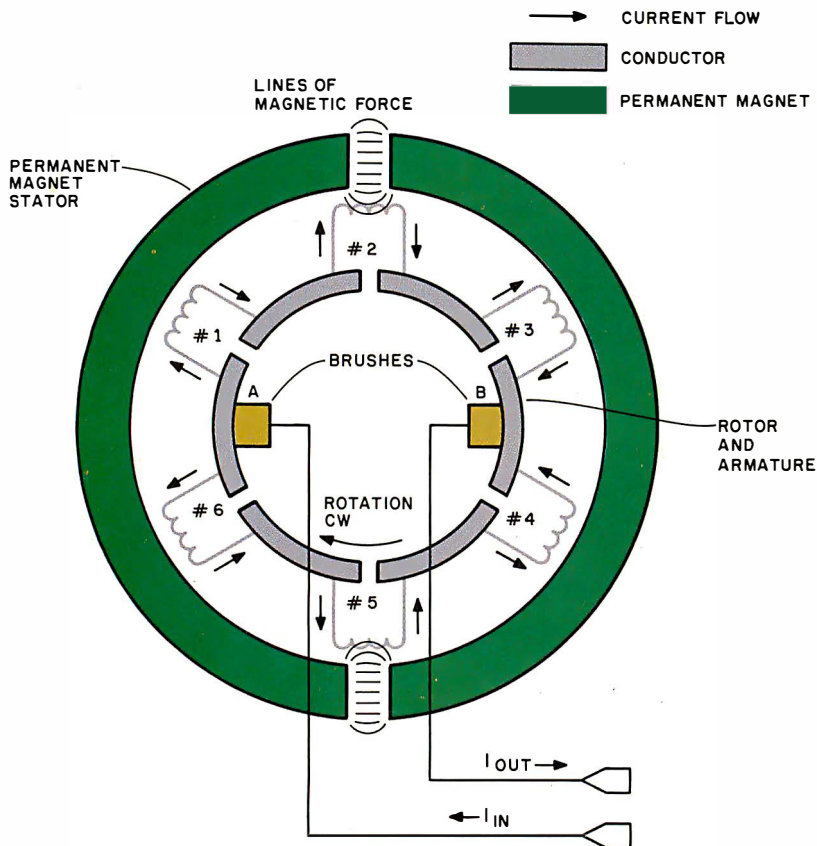 CURRENT FLOW
CONDUCTOR
PERMANENT MAGNET
LINES OF
MAGNETIC FORCE
PERMANENT
MAGNET
STATOR
#2
#1
#3
BRUSHES
A
B
ROTOR
AND
ARMATURE
#6
ROTATION
CW
#4
#5
I OUT
I IN